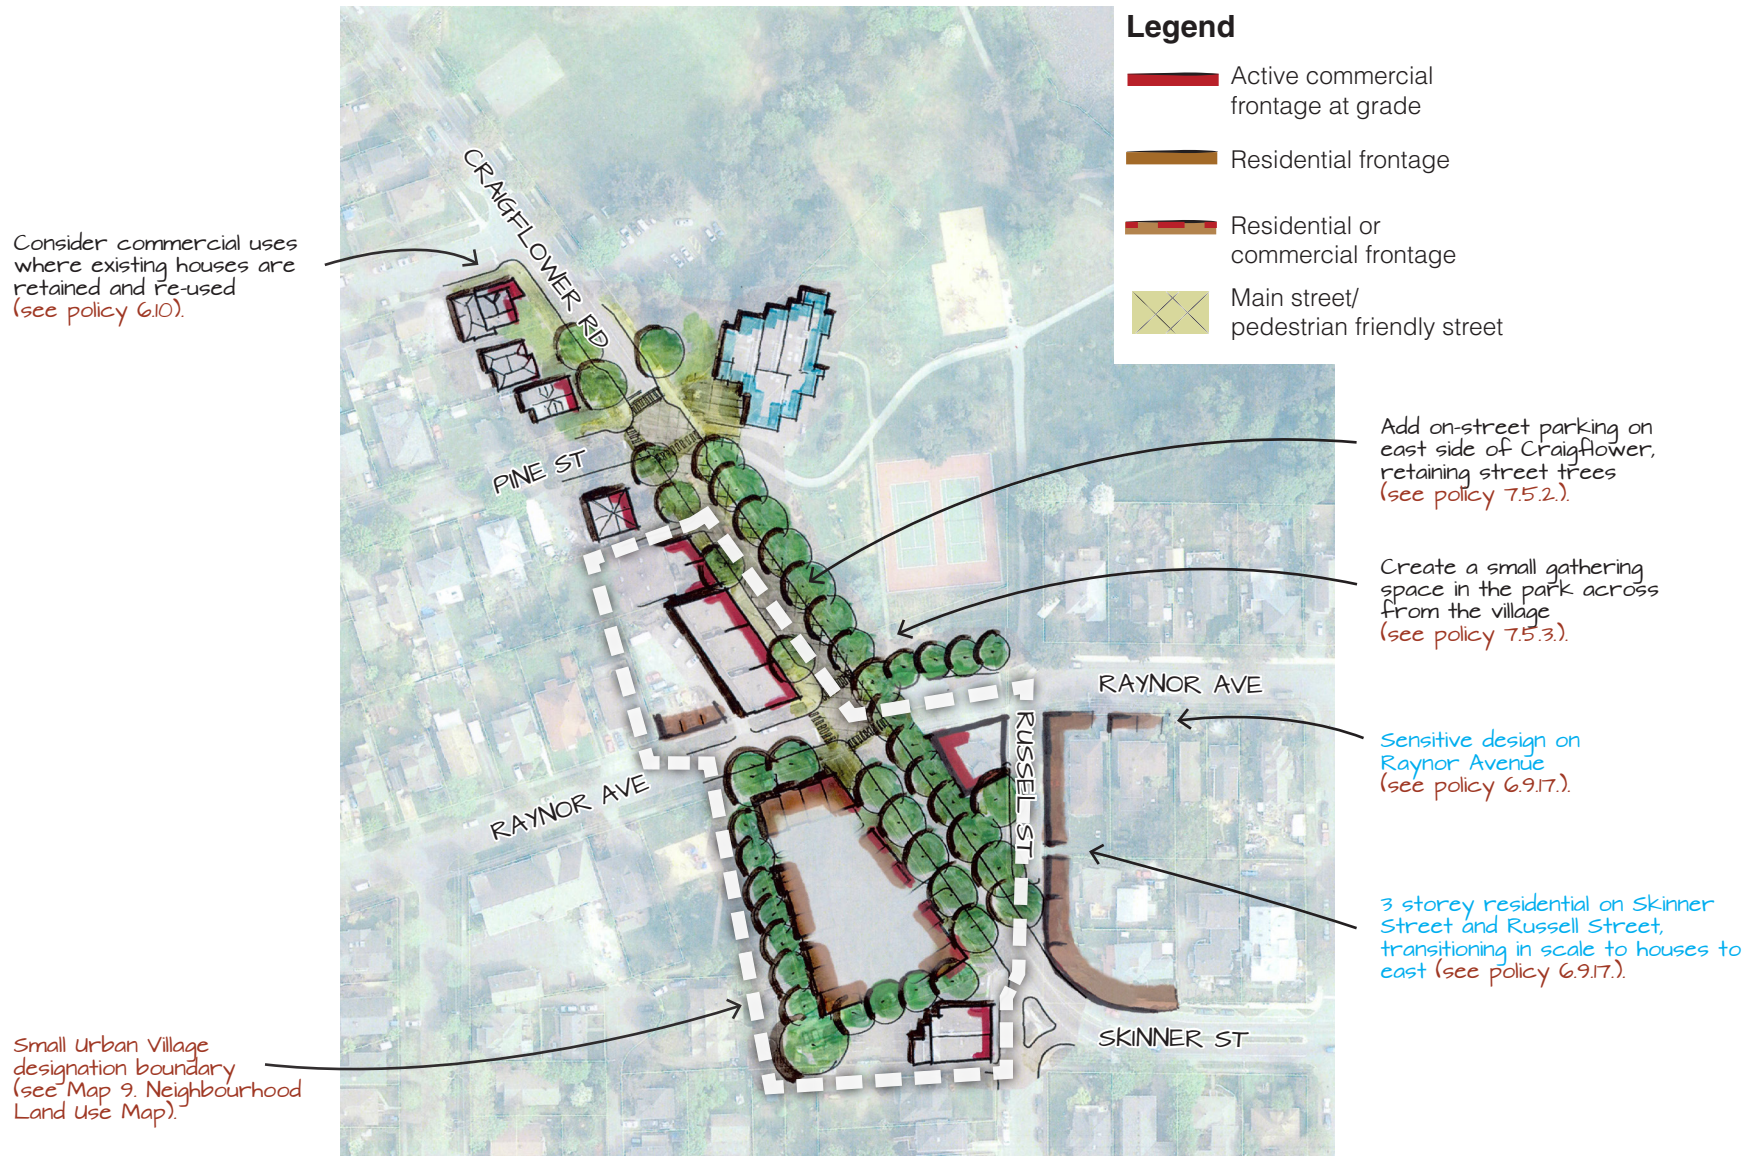 Legend
Active commercial
frontage at grade
Residential frontage
Residential or
commercial frontage
Main street/
pedestrian friendly street
CRAIGFLOWER RD
Consider commercial uses
where existing houses are
retained and re-used
(see policy 6.10).
PINE ST
Add on-street parking on
east side of Craigflower,
retaining street trees
(see policy 7.5.2.).
Create a small gathering
space in the park across
from the village
(see policy 7.5.3.).
RAYNOR AVE
RUSSEL ST
Sensitive design on
Raynor Avenue
(see policy 6.9.17.).
RAYNOR AVE
3 storey residential on Skinner
Street and Russell Street,
transitioning in scale to houses to
east (see policy 6.9.17.).
SKINNER ST
Small Urban Village
designation boundary
(see Map 9. Neighbourhood
Land Use Map).